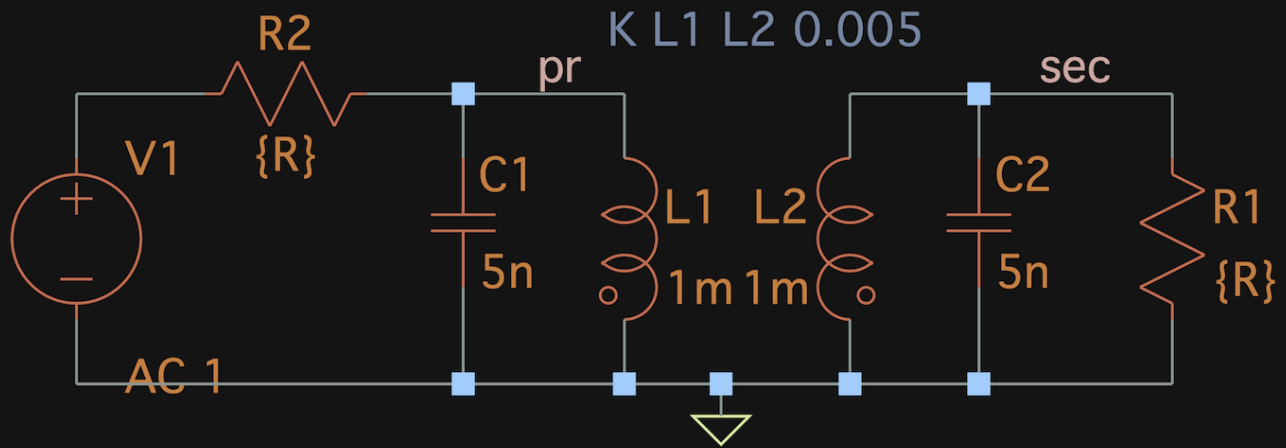 K L1 L2 0.005
R2
pr
sec
{R}
V1
C1
C2
L1
L2
R1
5n
1m
1m
5n
{R}
AC 1